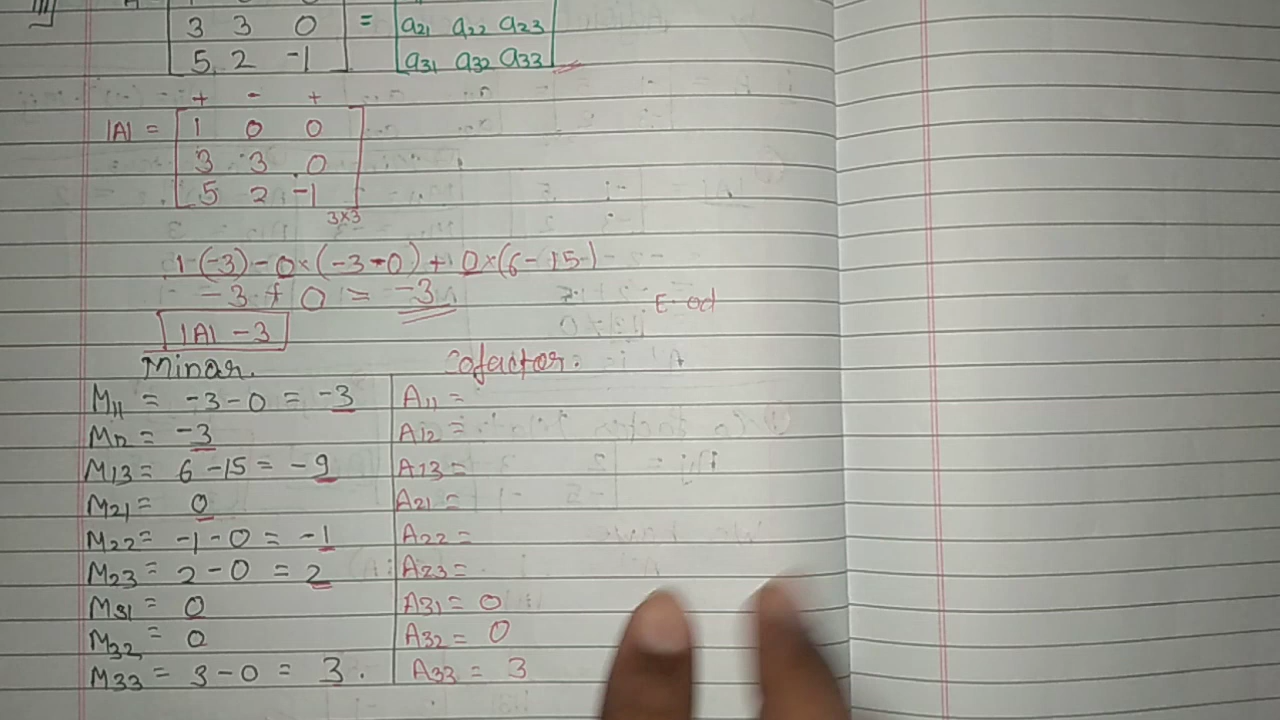 3 3 0 = a21 a22 a23
5 2 -1 a31 a32 a33
+ - +
|A| = 1 0 0
3 3 0
5 2 -1
3×3
1(-3) - 0×(-3-0) + 0×(6-15)
-3 + 0 = -3
|A| -3
Minar. Cofactor:
M11 = -3-0 = -3 A11 =
M12 = -3 A12 =
M13 = 6 -15 = -9 A13 =
M21 = 0 A21 =
M22 = -1-0 = -1 A22 =
M23 = 2-0 = 2 A23 =
M31 = 0 A31 = 0
M32 = 0 A32 = 0
M33 = 3-0 = 3. A33 = 3